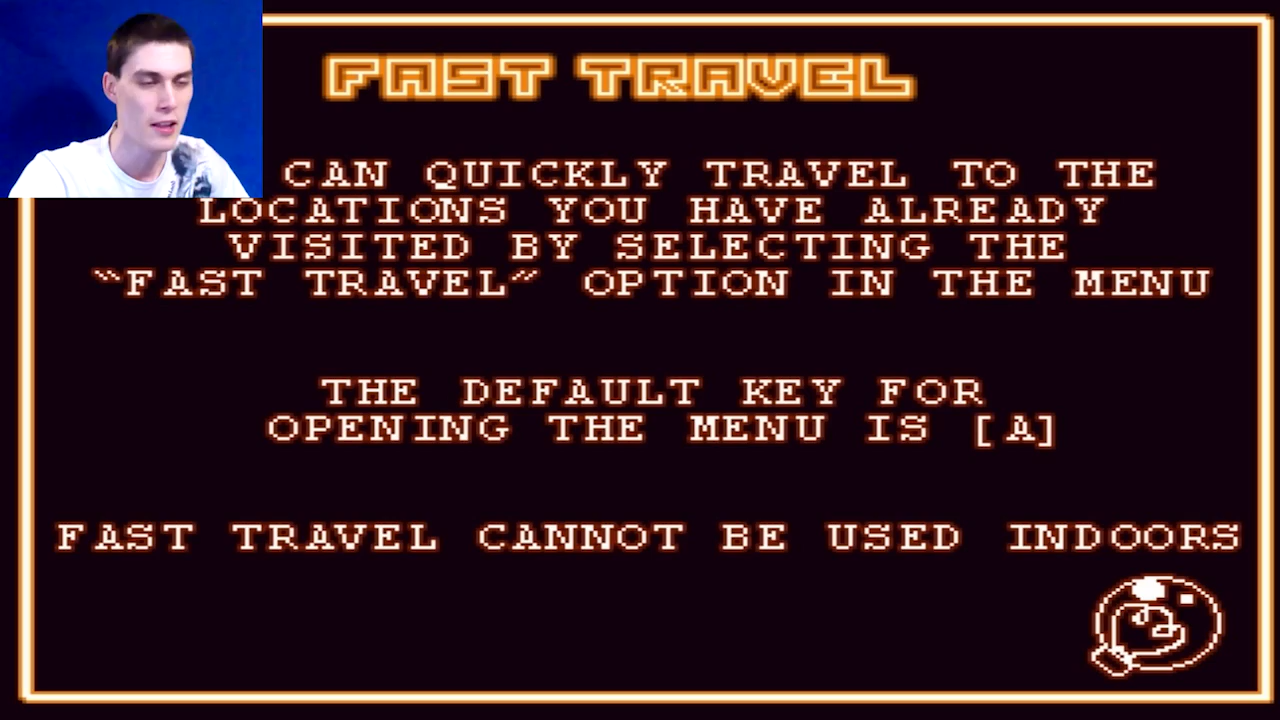 FAST TRAVEL
CAN QUICKLY TRAVEL TO THE
LOCATIONS YOU HAVE ALREADY
VISITED BY SELECTING THE
"FAST TRAVEL" OPTION IN THE MENU
THE DEFAULT KEY FOR
OPENING THE MENU IS [A]
FAST TRAVEL CANNOT BE USED INDOORS